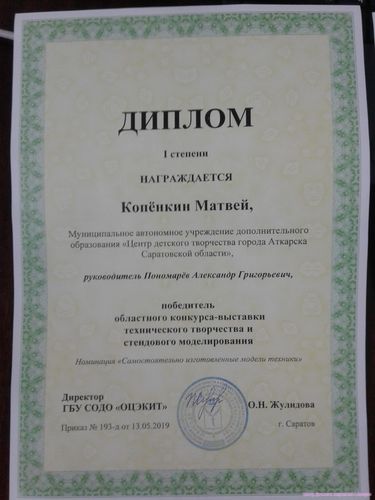 ДИПЛОМ
I степени
НАГРАЖДАЕТСЯ
Копёнкин Матвей,
Муниципальное автономное учреждение дополнительного
образования «Центр детского творчества города Аткарска
Саратовской области»,
руководитель Пономарёв Александр Григорьевич,
победитель
областного конкурса-выставки
технического творчества и
стендового моделирования
Номинация «Самостоятельно изготовленные модели техники»
Директор
ГБУ СОДО «ОЦЭКИТ» О.Н. Жулидова
Приказ № 193-д от 13.05.2019 г. Саратов